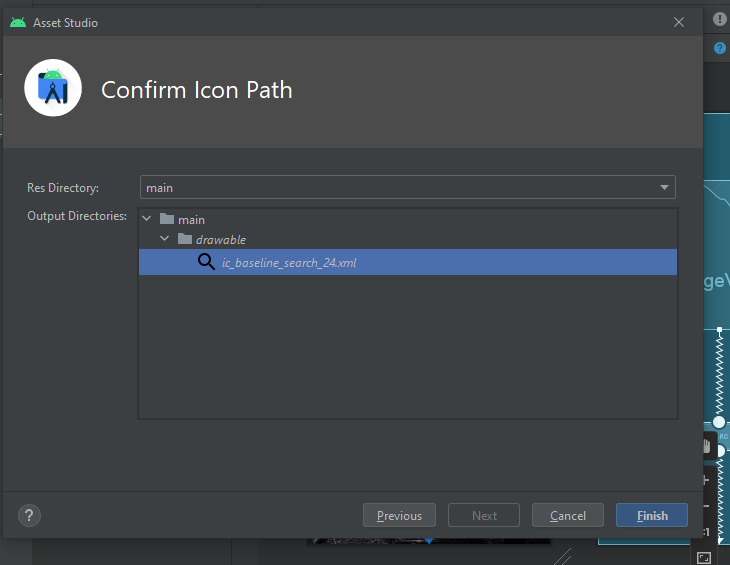 Asset Studio
Confirm Icon Path
Res Directory:
main
Output Directories:
main
drawable
ic_baseline_search_24.xml
?
Previous
Next
Cancel
Finish